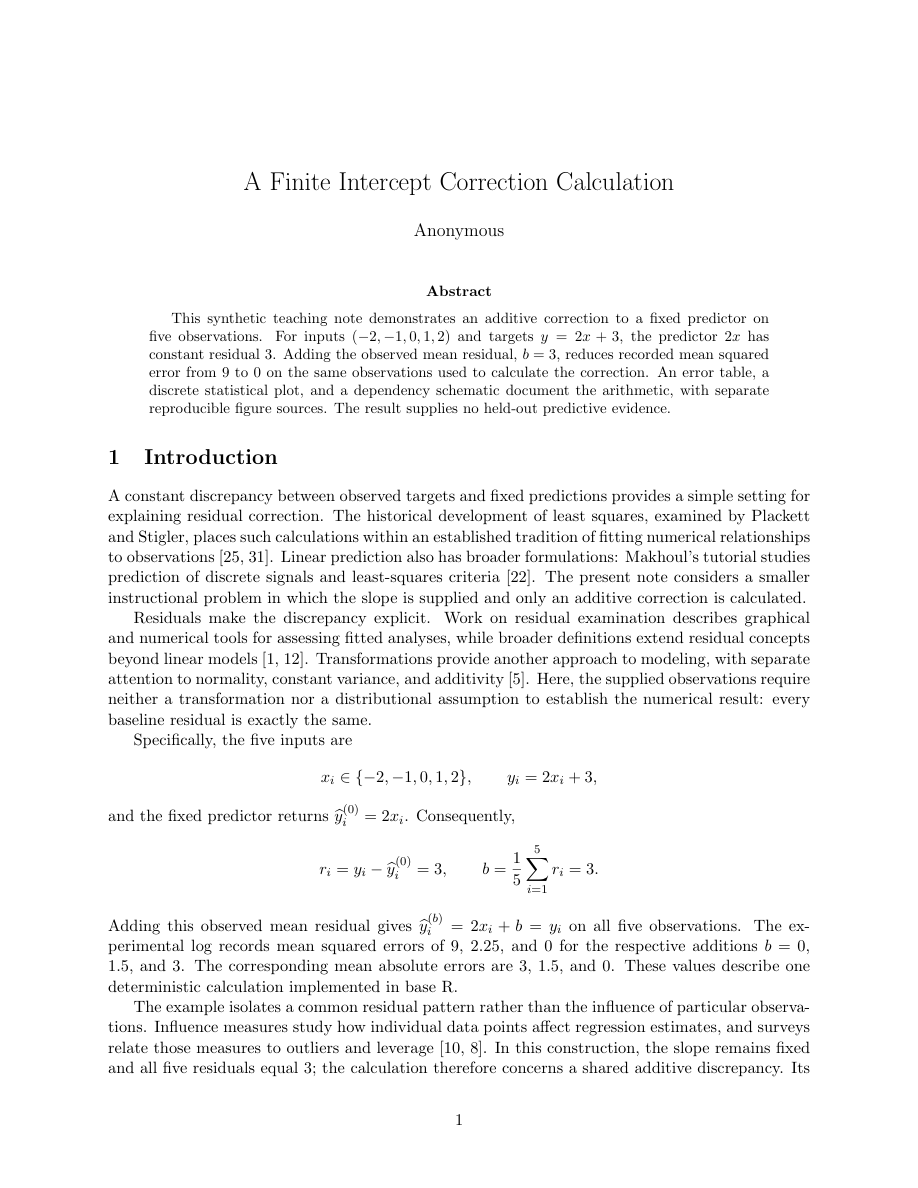 A Finite Intercept Correction Calculation
Anonymous
Abstract
This synthetic teaching note demonstrates an additive correction to a fixed predictor on
five observations. For inputs (−2, −1, 0, 1, 2) and targets y = 2x + 3, the predictor 2x has
constant residual 3. Adding the observed mean residual, b = 3, reduces recorded mean squared
error from 9 to 0 on the same observations used to calculate the correction. An error table, a
discrete statistical plot, and a dependency schematic document the arithmetic, with separate
reproducible figure sources. The result supplies no held-out predictive evidence.
1 Introduction
A constant discrepancy between observed targets and fixed predictions provides a simple setting for
explaining residual correction. The historical development of least squares, examined by Plackett
and Stigler, places such calculations within an established tradition of fitting numerical relationships
to observations [25, 31]. Linear prediction also has broader formulations: Makhoul's tutorial studies
prediction of discrete signals and least-squares criteria [22]. The present note considers a smaller
instructional problem in which the slope is supplied and only an additive correction is calculated.
Residuals make the discrepancy explicit. Work on residual examination describes graphical
and numerical tools for assessing fitted analyses, while broader definitions extend residual concepts
beyond linear models [1, 12]. Transformations provide another approach to modeling, with separate
attention to normality, constant variance, and additivity [5]. Here, the supplied observations require
neither a transformation nor a distributional assumption to establish the numerical result: every
baseline residual is exactly the same.
Specifically, the five inputs are
x_i ∈ {−2, −1, 0, 1, 2}, y_i = 2x_i + 3,
and the fixed predictor returns ŷ_i^(0) = 2x_i. Consequently,
r_i = y_i − ŷ_i^(0) = 3, b = 1/5 ∑_{i=1}^{5} r_i = 3.
Adding this observed mean residual gives ŷ_i^(b) = 2x_i + b = y_i on all five observations. The ex-
perimental log records mean squared errors of 9, 2.25, and 0 for the respective additions b = 0,
1.5, and 3. The corresponding mean absolute errors are 3, 1.5, and 0. These values describe one
deterministic calculation implemented in base R.
The example isolates a common residual pattern rather than the influence of particular observa-
tions. Influence measures study how individual data points affect regression estimates, and surveys
relate those measures to outliers and leverage [10, 8]. In this construction, the slope remains fixed
and all five residuals equal 3; the calculation therefore concerns a shared additive discrepancy. Its
1